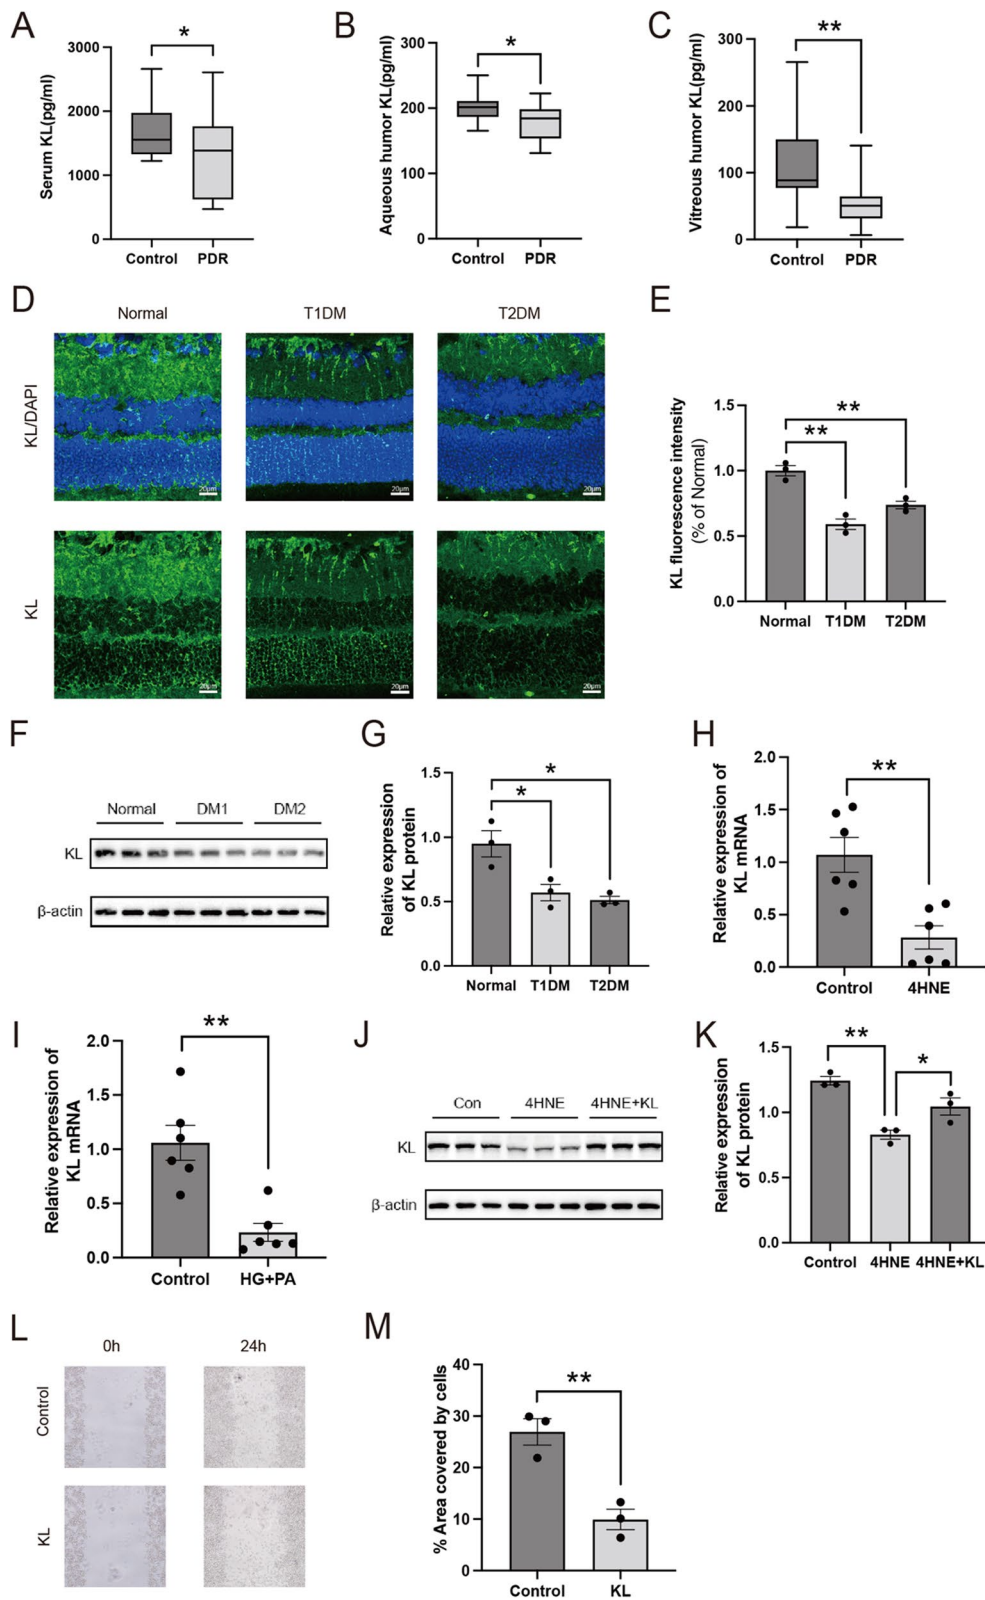 A
Serum KL(pg/ml)
3000
2000
1000
0
*
Control
PDR
B
Aqueous humor KL(pg/ml)
300
200
100
0
*
Control
PDR
C
Vitreous humor KL(pg/ml)
300
200
100
0
**
Control
PDR
D
Normal
T1DM
T2DM
KL/DAPI
20μm
20μm
20μm
KL
20μm
20μm
20μm
E
KL fluorescence intensity
(% of Normal)
1.5
1.0
0.5
0.0
**
**
Normal
T1DM
T2DM
F
Normal
DM1
DM2
KL
β-actin
G
Relative expression
of KL protein
1.5
1.0
0.5
0.0
*
*
Normal
T1DM
T2DM
H
Relative expression of
KL mRNA
2.0
1.5
1.0
0.5
0.0
**
Control
4HNE
I
Relative expression of
KL mRNA
2.0
1.5
1.0
0.5
0.0
**
Control
HG+PA
J
Con
4HNE
4HNE+KL
KL
β-actin
K
Relative expression
of KL protein
1.5
1.0
0.5
0.0
**
*
Control
4HNE
4HNE+KL
L
0h
24h
Control
KL
M
% Area covered by cells
40
30
20
10
0
**
Control
KL